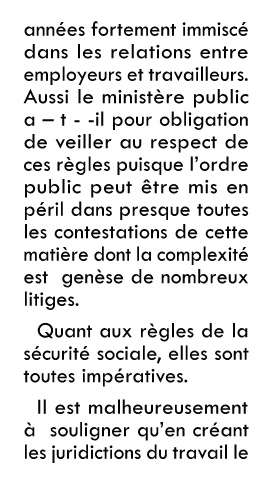 années fortement immiscé
dans les relations entre
employeurs et travailleurs.
Aussi le ministère public
a – t - -il pour obligation
de veiller au respect de
ces règles puisque l’ordre
public peut être mis en
péril dans presque toutes
les contestations de cette
matière dont la complexité
est  genèse de nombreux
litiges.
Quant aux règles de la
sécurité sociale, elles sont
toutes impératives.
Il est malheureusement
à  souligner qu’en créant
les juridictions du travail le